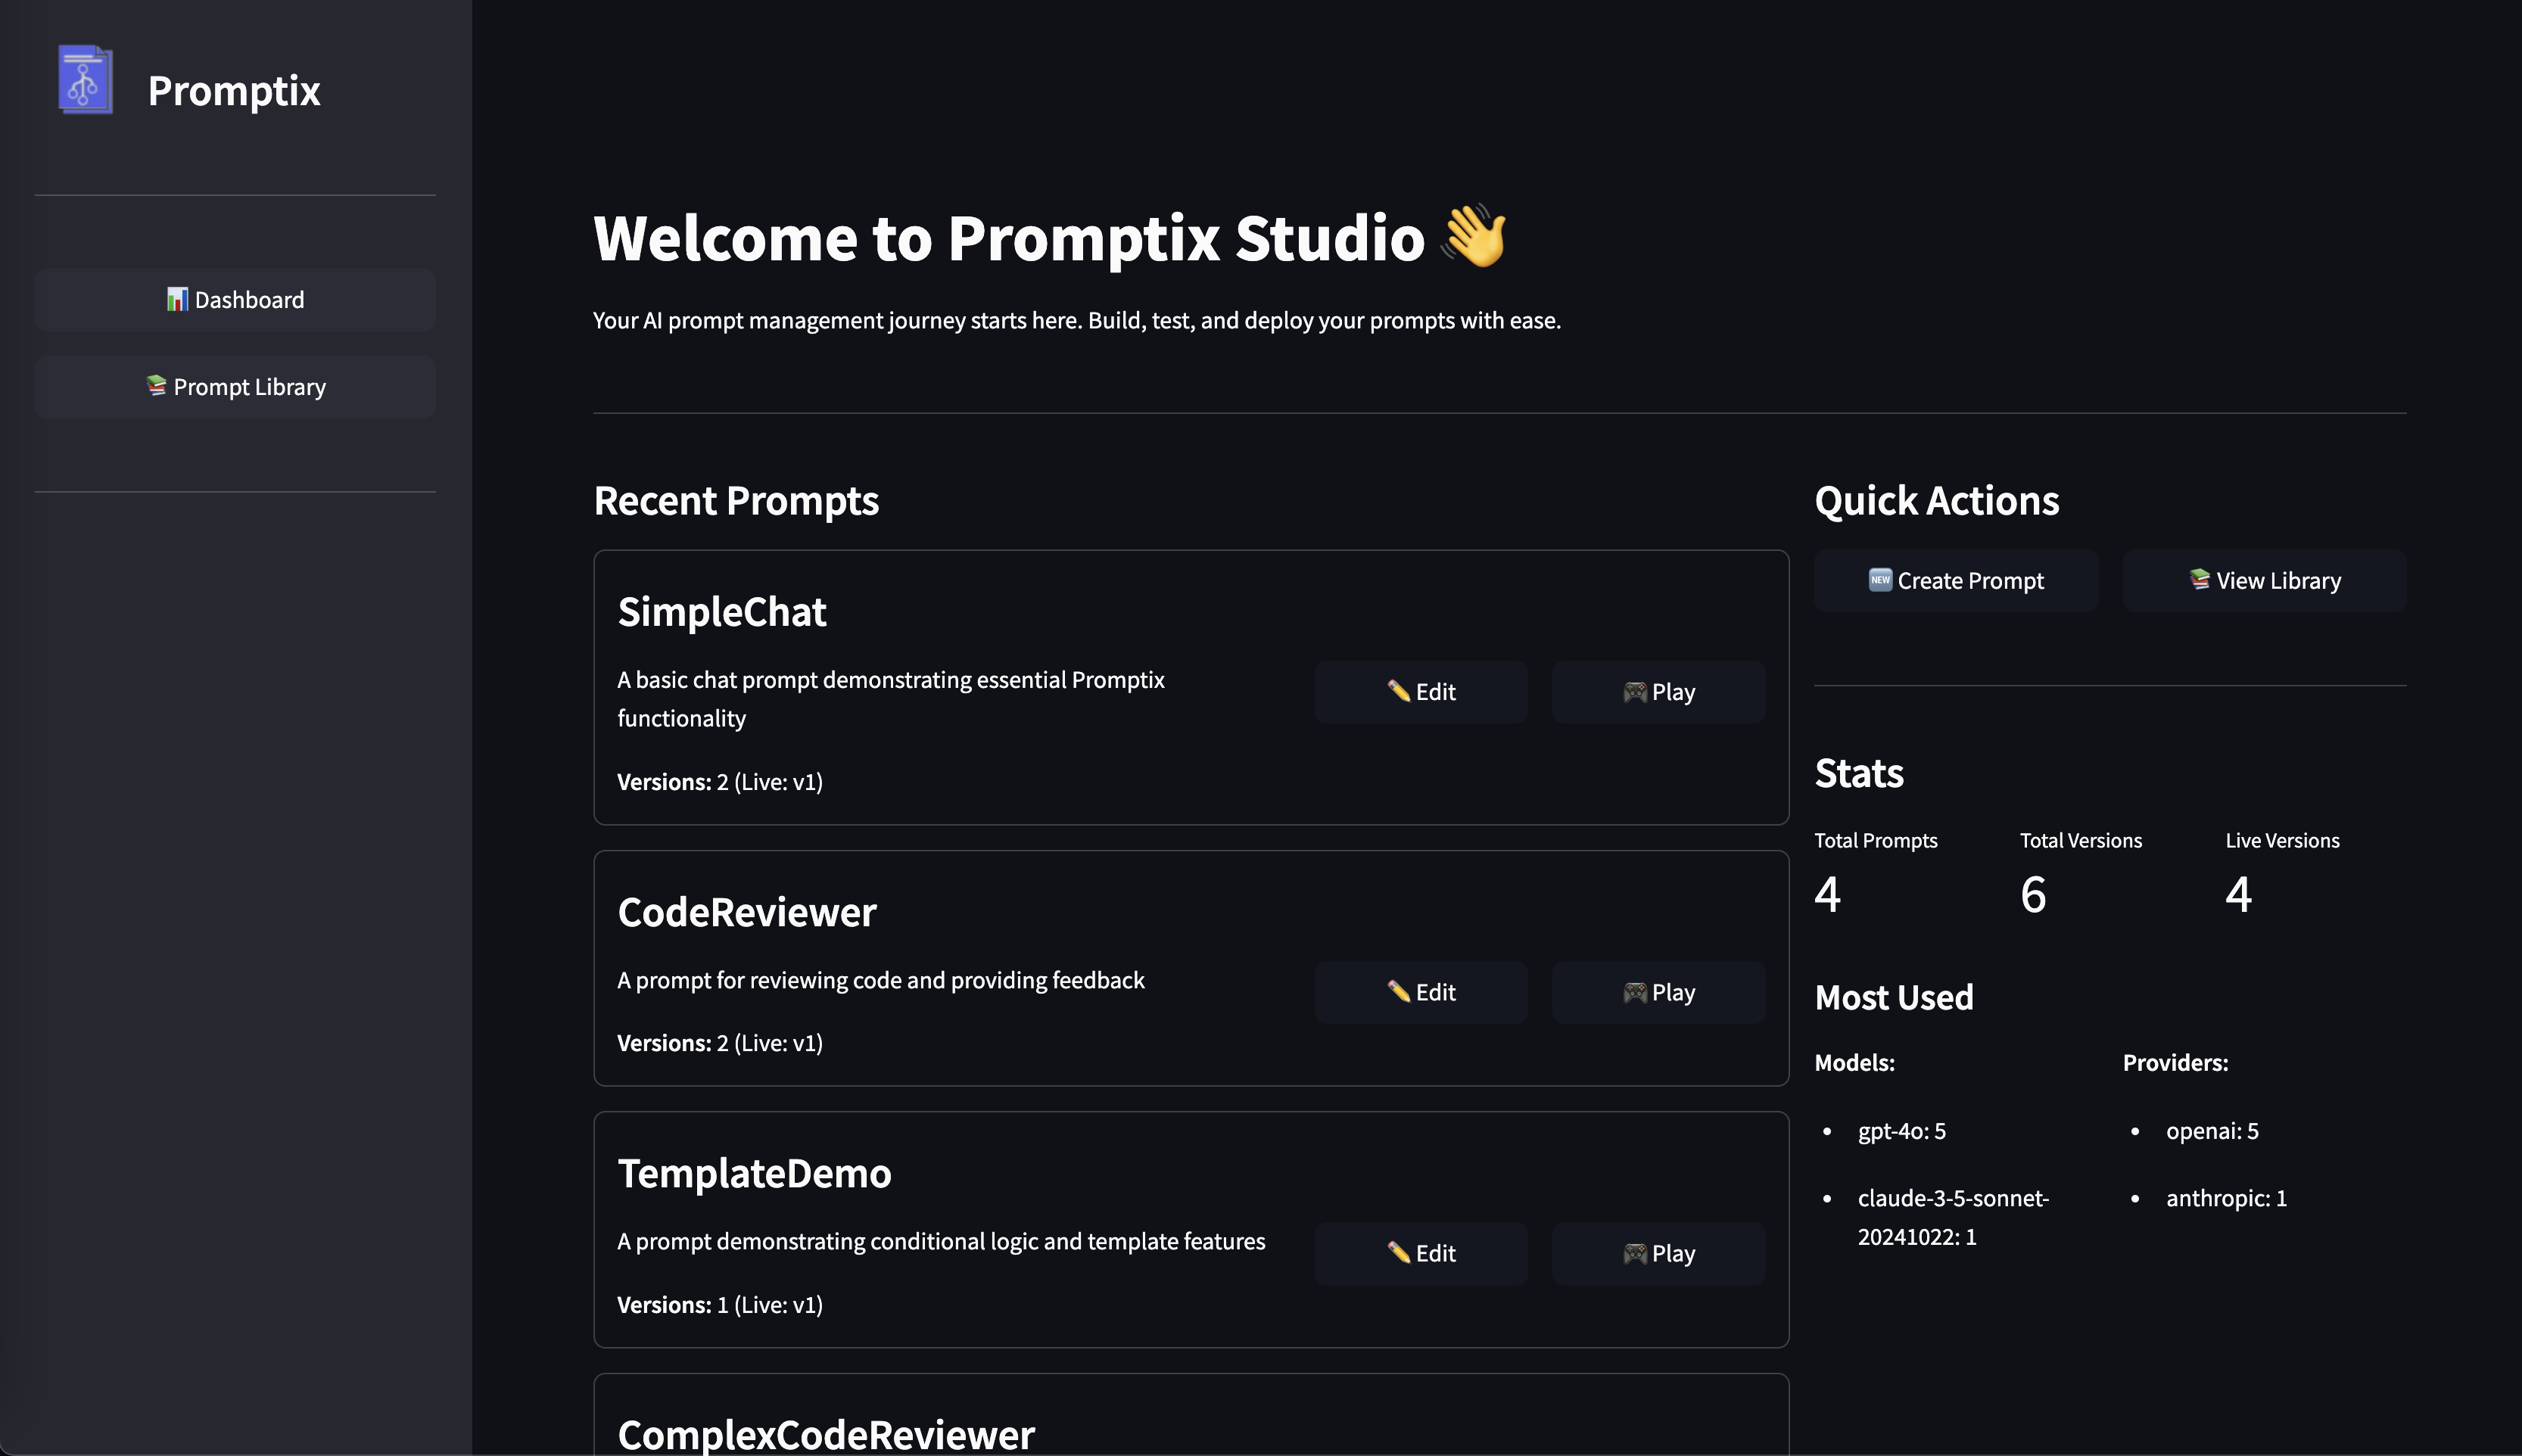 Promptix
📊 Dashboard
📚 Prompt Library
Welcome to Promptix Studio 👋
Your AI prompt management journey starts here. Build, test, and deploy your prompts with ease.
Recent Prompts
SimpleChat
A basic chat prompt demonstrating essential Promptix
functionality
Versions: 2 (Live: v1)
✏️ Edit
🎮 Play
CodeReviewer
A prompt for reviewing code and providing feedback
Versions: 2 (Live: v1)
✏️ Edit
🎮 Play
TemplateDemo
A prompt demonstrating conditional logic and template features
Versions: 1 (Live: v1)
✏️ Edit
🎮 Play
ComplexCodeReviewer
Quick Actions
🆕 Create Prompt
📚 View Library
Stats
Total Prompts
4
Total Versions
6
Live Versions
4
Most Used
Models:
• gpt-4o: 5
• claude-3-5-sonnet-
20241022: 1
Providers:
• openai: 5
• anthropic: 1